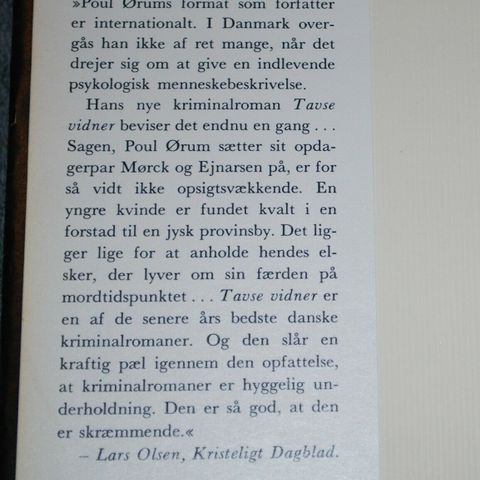 »Poul Ørums format som forfatter
er internationalt. I Danmark over-
gås han ikke af ret mange, når det
drejer sig om at give en indlevende
psykologisk menneskebeskrivelse.
Hans nye kriminalroman Tavse
vidner beviser det endnu en gang . . .
Sagen, Poul Ørum sætter sit opda-
gerpar Mørck og Ejnarsen på, er for
så vidt ikke opsigtsvækkende. En
yngre kvinde er fundet kvalt i en
forstad til en jysk provinsby. Det lig-
ger lige for at anholde hendes el-
sker, der lyver om sin færden på
mordtidspunktet . . . Tavse vidner er
en af de senere års bedste danske
kriminalromaner. Og den slår en
kraftig pæl igennem den opfattelse,
at kriminalromaner er hyggelig un-
derholdning. Den er så god, at den
er skræmmende.«
– Lars Olsen, Kristeligt Dagblad.